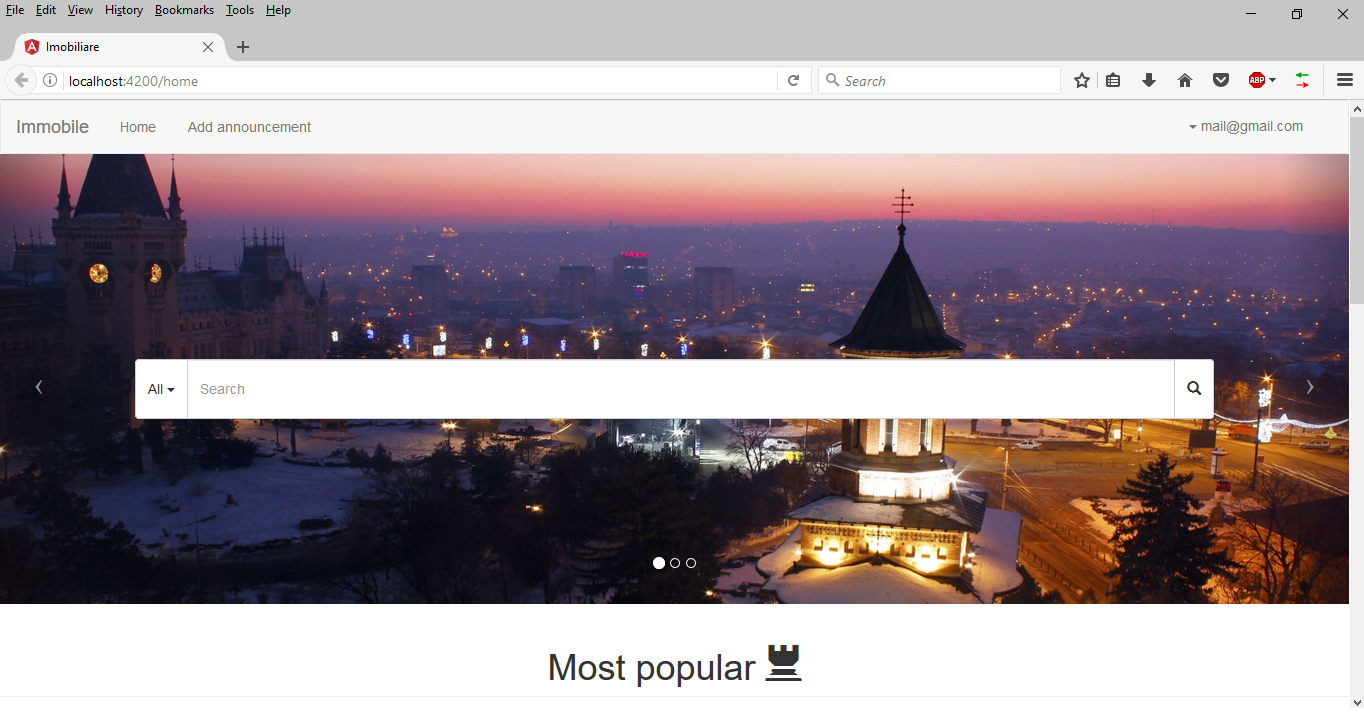 File Edit View History Bookmarks Tools Help
Imobiliare
localhost:4200/home
Search
ABP
Immobile Home Add announcement mail@gmail.com
All Search
Most popular